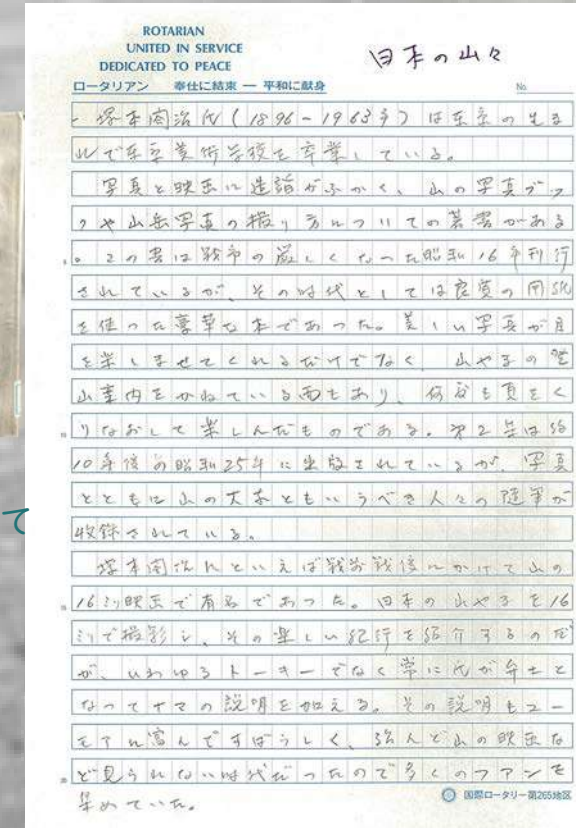 ROTARIAN
UNITED IN SERVICE
DEDICATED TO PEACE
日本の山々
ロータリアン 奉仕に結束 — 平和に献身
No.
塚本閤治氏(1896-1963年)は東京の生ま
れで東京美術学校を卒業している。
写真と映画に造詣がふかく、山の写真ブッ
クや山岳写真の撮り方についての著書がある
5 。この書は戦争の厳しくなった昭和16年刊行
されているが、その時代としては良質の用紙
を使った豪華な本であった。美しい写真が目
を楽しませてくれるだけでなく、山やまの登
山案内をかねている面もあり、何度も頁をく
10 りなおして楽しんだものである。第2集は約
10年後の昭和25年に出版されているが、写真
とともに山の大家ともいうべき人々の随筆が
収録されている。
て
塚本閤治氏といえば戦前戦後にかけて山の
15 16ミリ映画で有名であった。日本の山やまを16
ミリで撮影し、その楽しい紀行を紹介するのだ
が、いわゆるトーキーでなく常に氏が弁士と
なってナマの説明を加える。その説明もユー
モアに富んですばらしく、殆んど山の映画な
20 ど見られない時代だったので多くのファンを
集めていた。
国際ロータリー第265地区